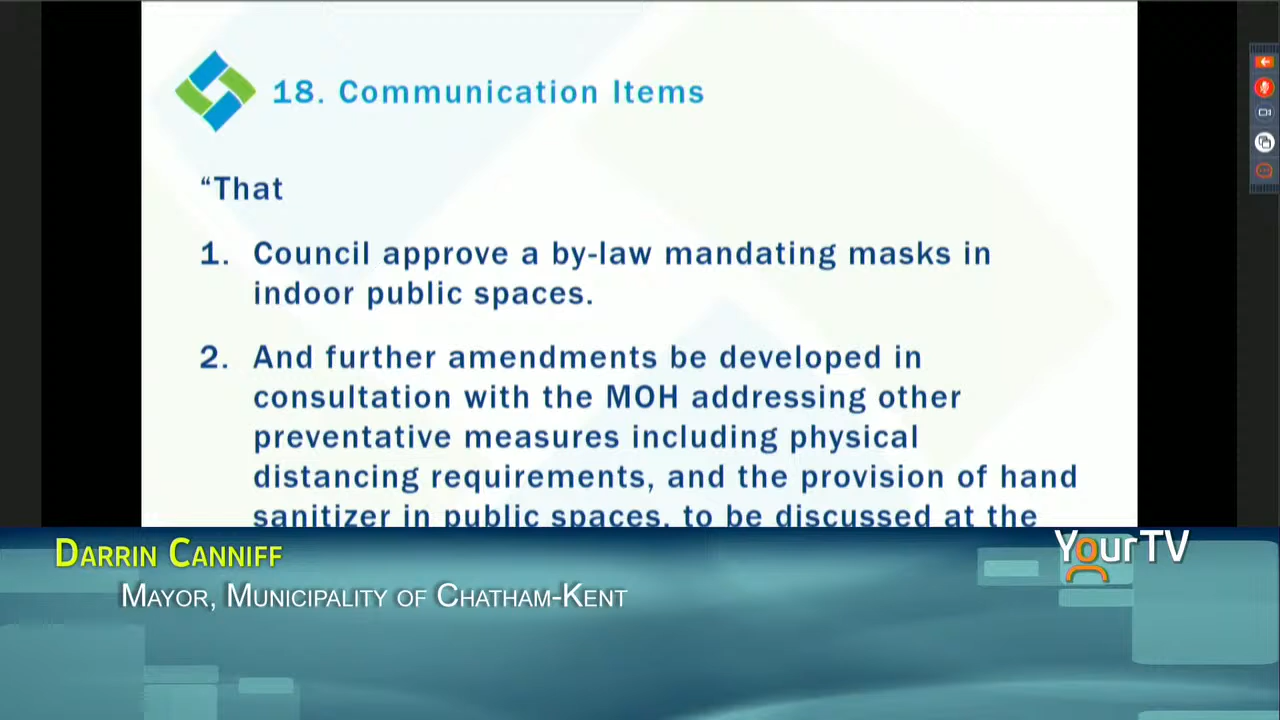 18. Communication Items
“That
1. Council approve a by-law mandating masks in
indoor public spaces.
2. And further amendments be developed in
consultation with the MOH addressing other
preventative measures including physical
distancing requirements, and the provision of hand
sanitizer in public spaces, to be discussed at the
DARRIN CANNIFF
MAYOR, MUNICIPALITY OF CHATHAM-KENT
YourTV